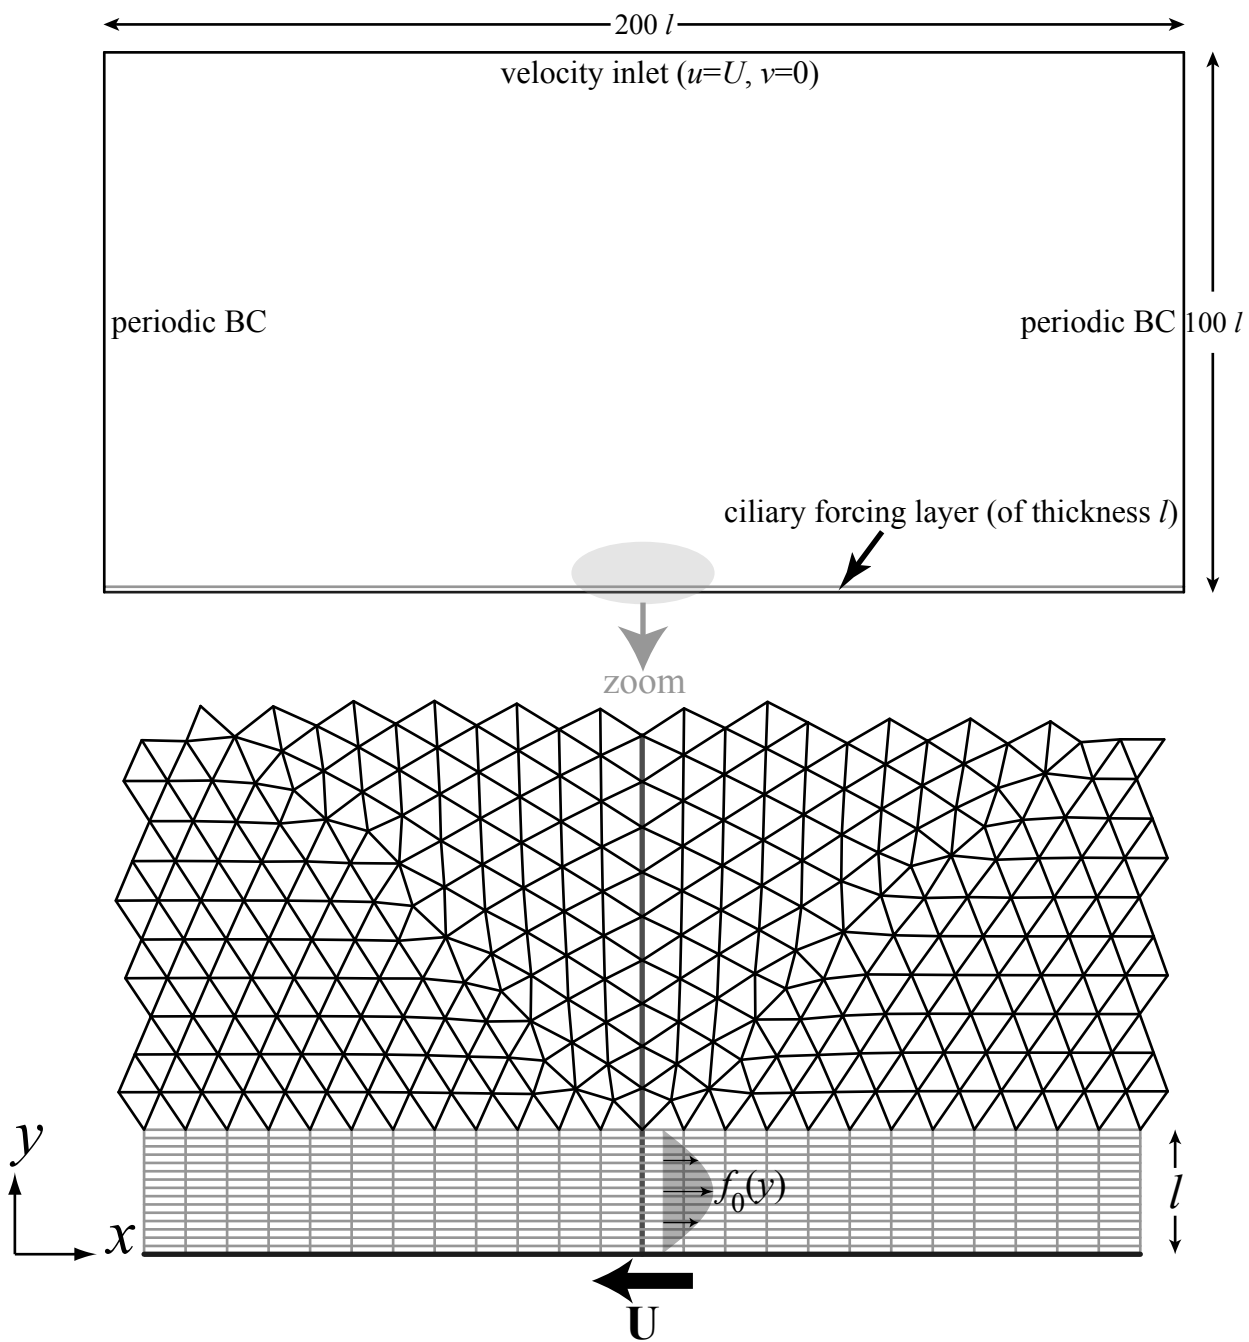 200 l
velocity inlet (u=U, v=0)
periodic BC
periodic BC
100 l
ciliary forcing layer (of thickness l)
zoom
y
x
f₀(y)
l
U